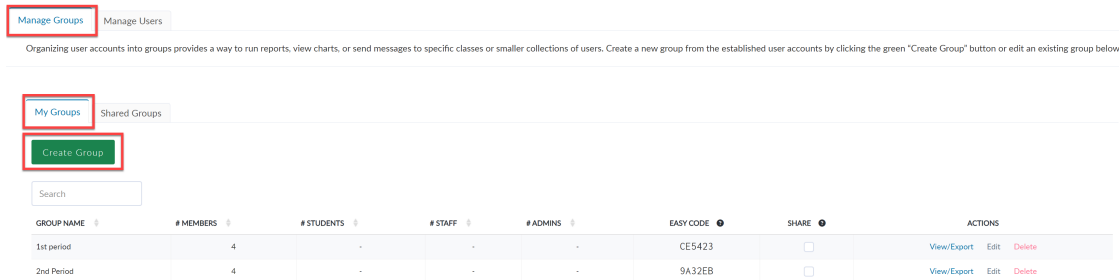 Manage Groups Manage Users
Organizing user accounts into groups provides a way to run reports, view charts, or send messages to specific classes or smaller collections of users. Create a new group from the established user accounts by clicking the green "Create Group" button or edit an existing group below
My Groups Shared Groups
Create Group
Search
GROUP NAME # MEMBERS # STUDENTS # STAFF # ADMINS EASY CODE ? SHARE ? ACTIONS
1st period 4 - - - CE5423 View/Export Edit Delete
2nd Period 4 - - - 9A32EB View/Export Edit Delete